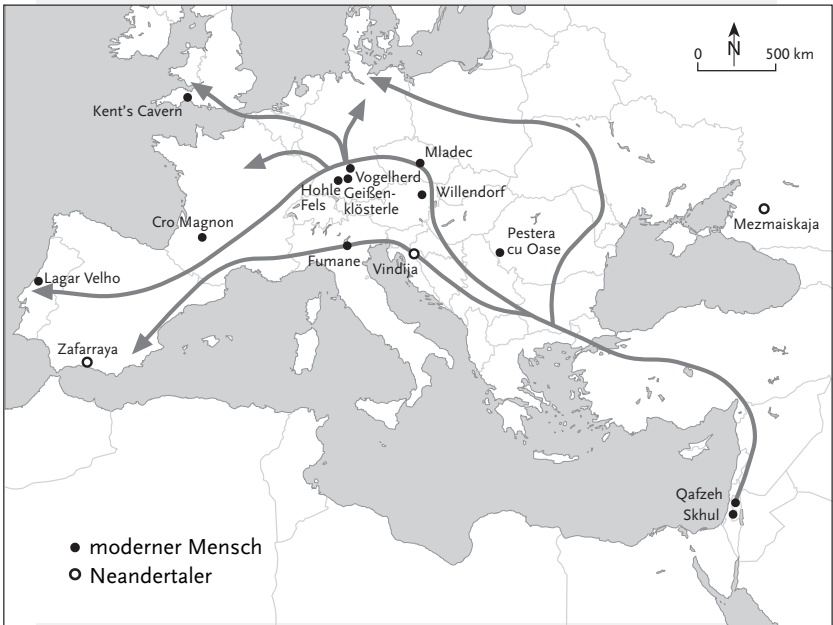 0
N
500 km
Kent's Cavern
Mladec
Vogelherd
Hohle
Fels
Geißen-
klösterle
Willendorf
Cro Magnon
Pestera
cu Oase
Mezmaiskaja
Fumane
Vindija
Lagar Velho
Zafarraya
Qafzeh
Skhul
moderner Mensch
Neandertaler